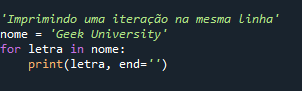 'Imprimindo uma iteração na mesma linha'
nome = 'Geek University'
for letra in nome:
    print(letra, end='')